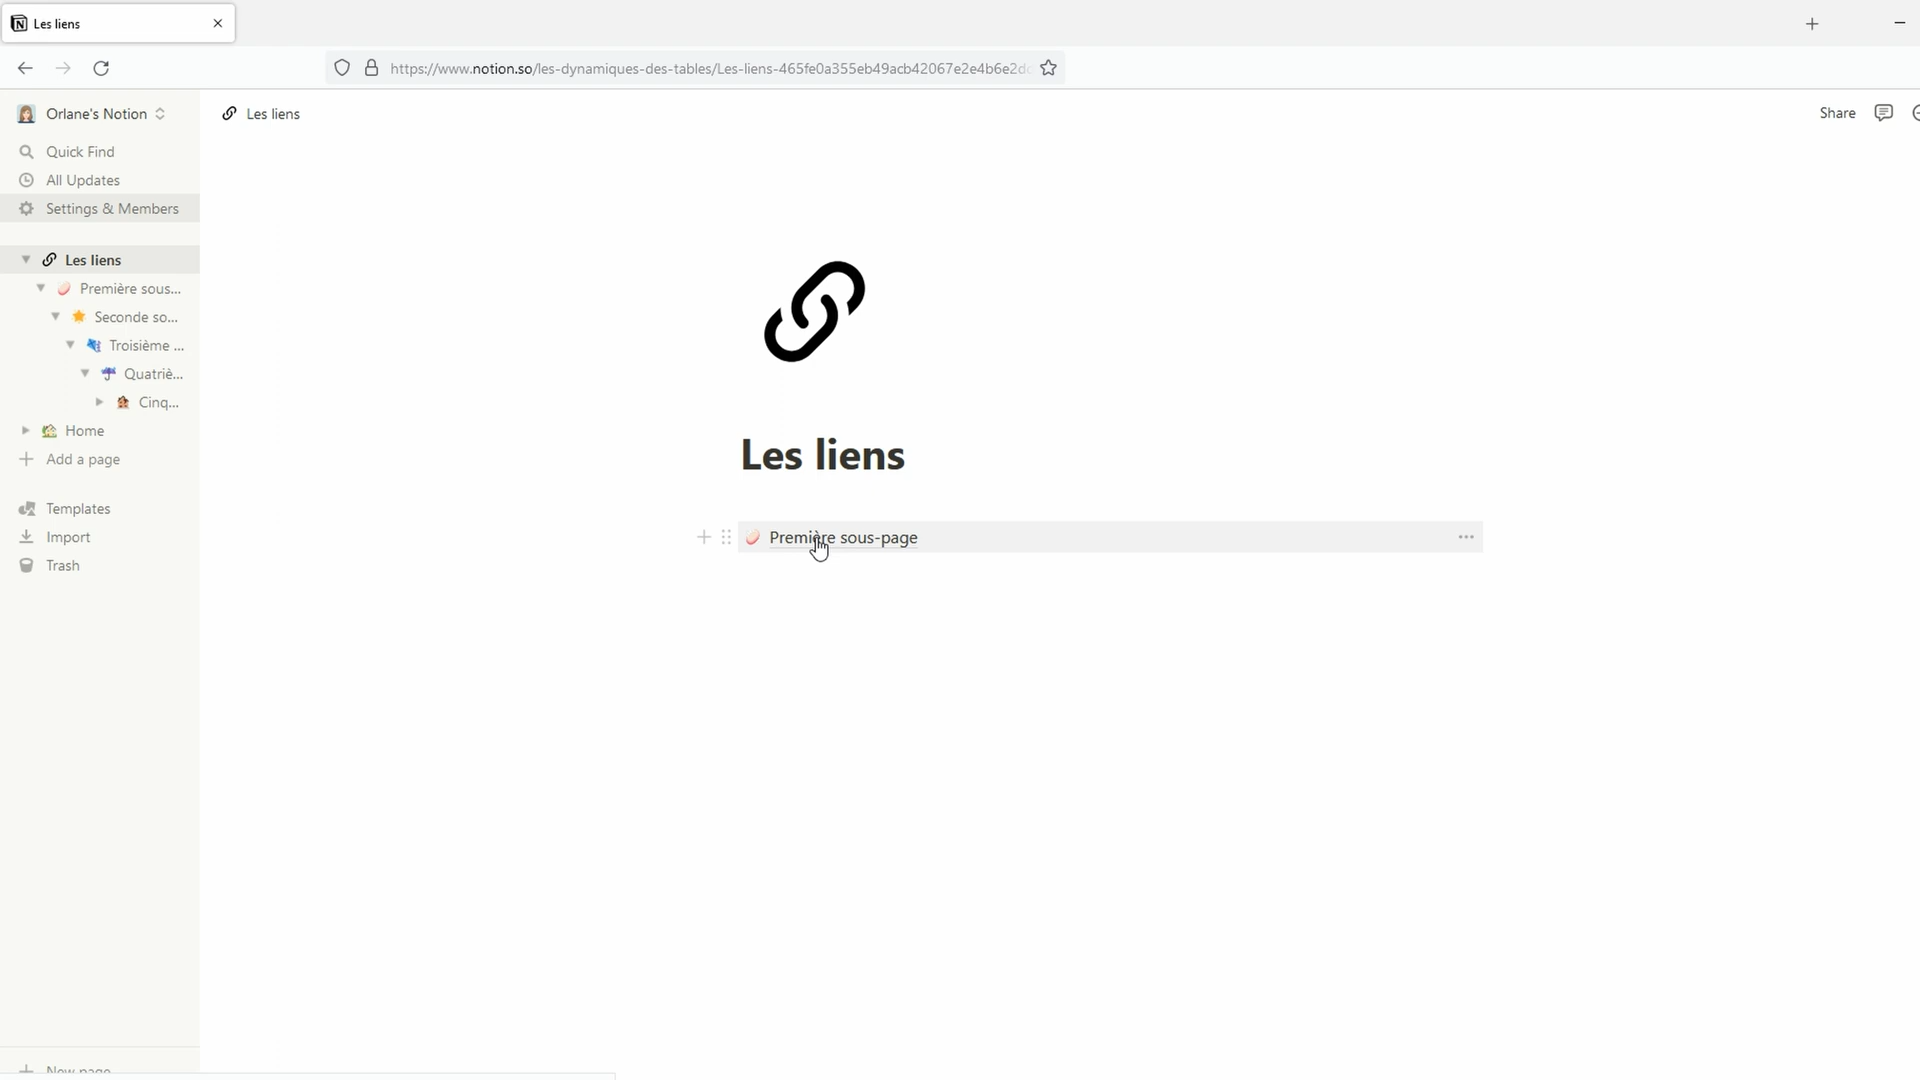 Les liens
https://www.notion.so/les-dynamiques-des-tables/Les-liens-465fe0a355eb49acb42067e2e4b6e2d
Orlane's Notion
Les liens
Share
Quick Find
All Updates
Settings & Members
Les liens
Première sous...
Seconde so...
Troisième ...
Quatriè...
Cinq...
Home
Add a page
Templates
Import
Trash
Les liens
Première sous-page
New page